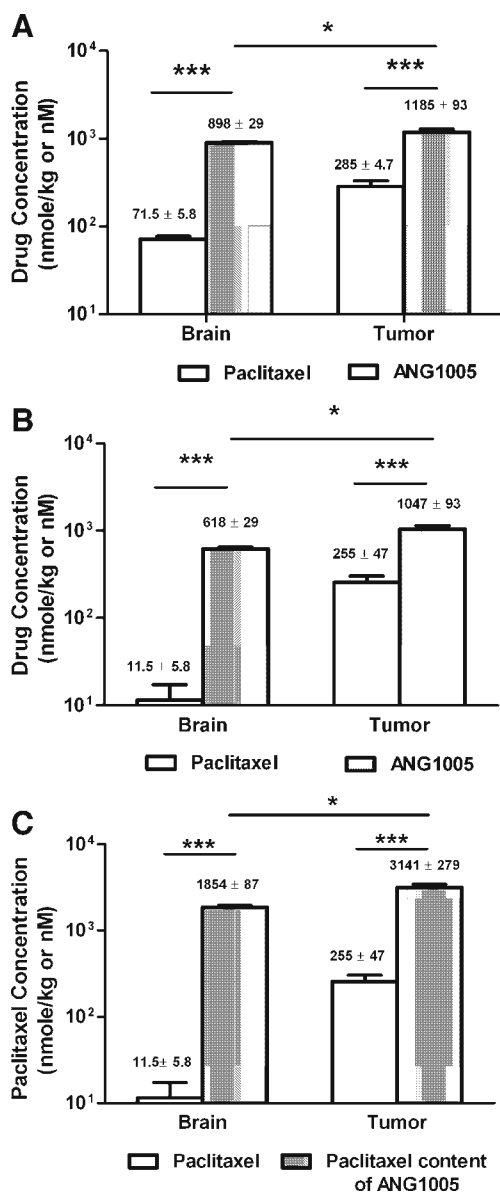 A
Drug Concentration
(nmole/kg or nM)
10⁴
10³
10²
10¹
*
***
***
71.5 ± 5.8
898 ± 29
285 ± 4.7
1185 ± 93
Brain
Tumor
Paclitaxel
ANG1005
B
Drug Concentration
(nmole/kg or nM)
10⁴
10³
10²
10¹
*
***
***
11.5 ± 5.8
618 ± 29
255 ± 47
1047 ± 93
Brain
Tumor
Paclitaxel
ANG1005
C
Paclitaxel Concentration
(nmole/kg or nM)
10⁴
10³
10²
10¹
*
***
***
11.5± 5.8
1854 ± 87
255 ± 47
3141 ± 279
Brain
Tumor
Paclitaxel
Paclitaxel content
of ANG1005